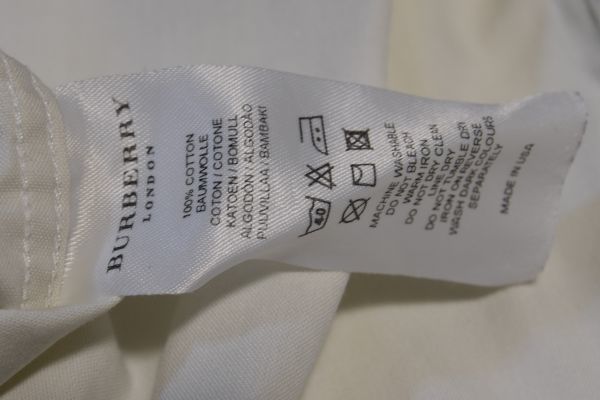 BURBERRY
LONDON
100% COTTON
BAUMWOLLE
COTON / COTONE
KATOEN / BOMULL
ALGODÓN / ALGODÃO
PUUVILLAA / BAMBAKI
40
MACHINE WASHABLE
DO NOT BLEACH
WARM IRON
DO NOT DRY CLEAN
DO NOT TUMBLE DRY
IRON ON REVERSE
WASH DARK COLOURS
SEPARATELY
MADE IN USA